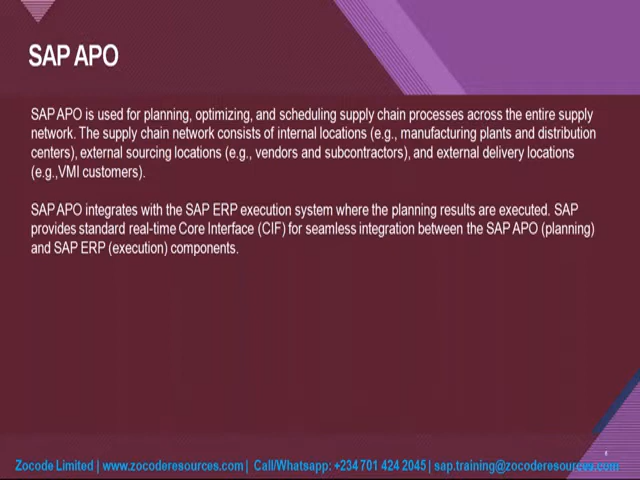 SAP APO
SAP APO is used for planning, optimizing, and scheduling supply chain processes across the entire supply
network. The supply chain network consists of internal locations (e.g., manufacturing plants and distribution
centers), external sourcing locations (e.g., vendors and subcontractors), and external delivery locations
(e.g.,VMI customers).
SAP APO integrates with the SAP ERP execution system where the planning results are executed. SAP
provides standard real-time Core Interface (CIF) for seamless integration between the SAP APO (planning)
and SAP ERP (execution) components.
Zocode Limited | www.zocoderesources.com | Call/Whatsapp: +234 701 424 2045 | sap.training@zocoderesources.com